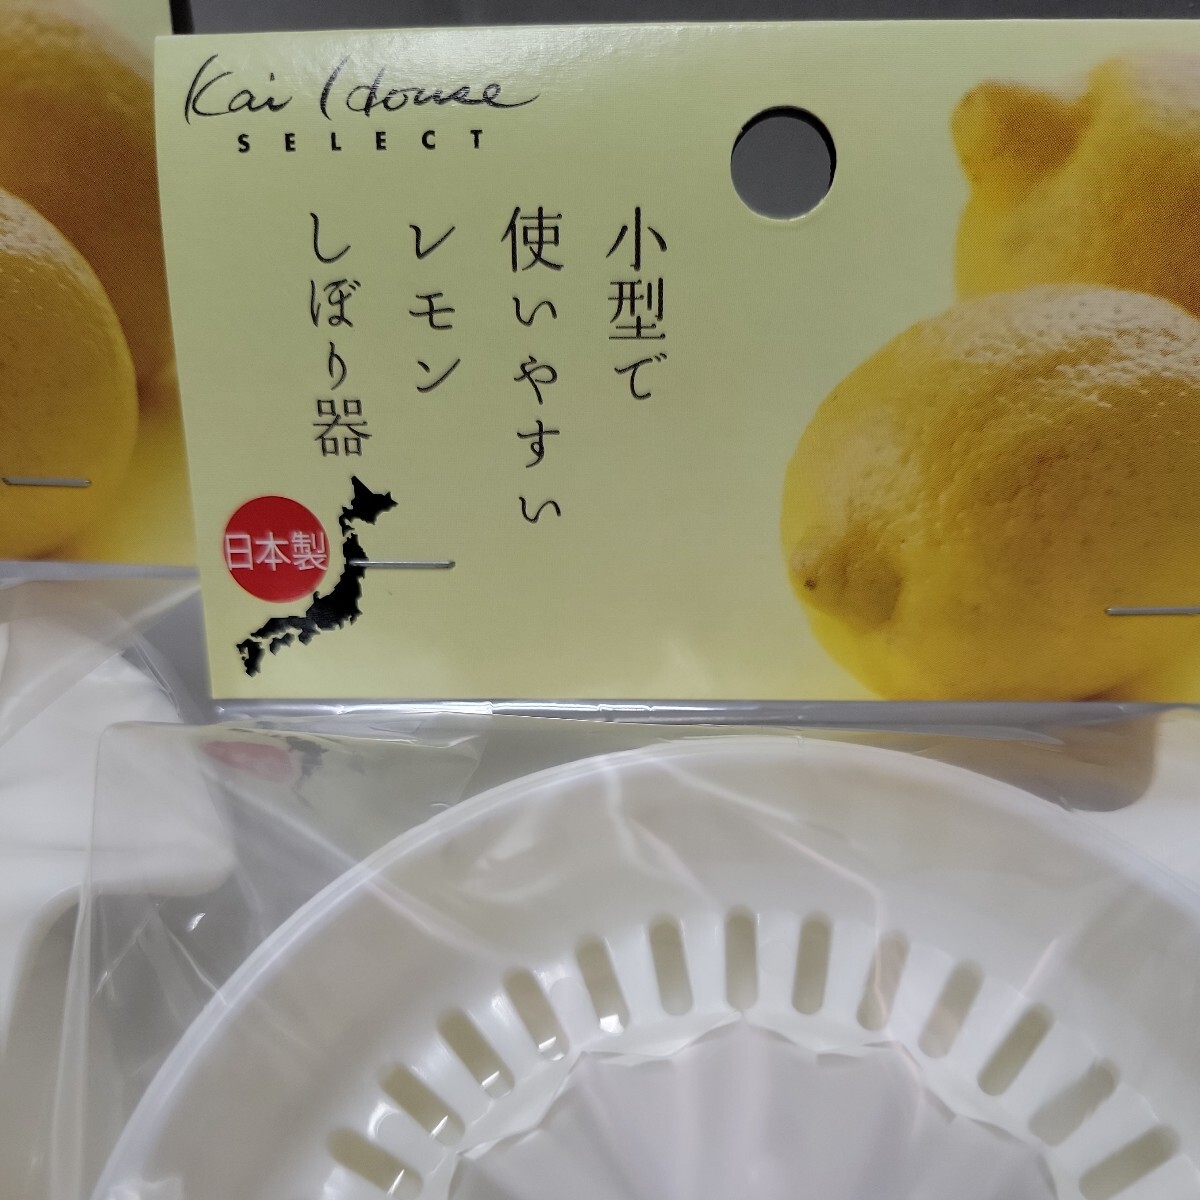 Kai House
SELECT
小型で
使いやすい
レモン
しぼり器
日本製